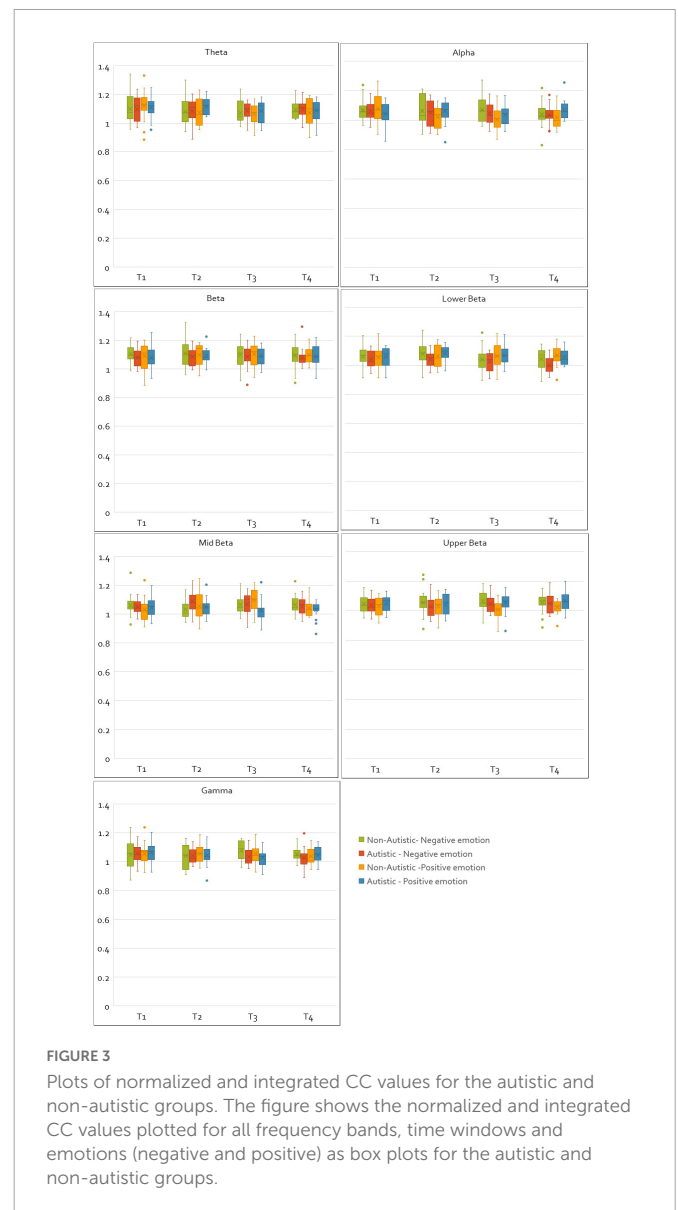 Theta
1.4
1.2
1
0.8
0.6
0.4
0.2
0
T1 T2 T3 T4
Alpha
T1 T2 T3 T4
Beta
1.4
1.2
1
0.8
0.6
0.4
0.2
0
T1 T2 T3 T4
Lower Beta
T1 T2 T3 T4
Mid Beta
1.4
1.2
1
0.8
0.6
0.4
0.2
0
T1 T2 T3 T4
Upper Beta
T1 T2 T3 T4
Gamma
1.4
1.2
1
0.8
0.6
0.4
0.2
0
T1 T2 T3 T4
Non-Autistic- Negative emotion
Autistic - Negative emotion
Non-Autistic -Positive emotion
Autistic - Positive emotion
FIGURE 3
Plots of normalized and integrated CC values for the autistic and
non-autistic groups. The figure shows the normalized and integrated
CC values plotted for all frequency bands, time windows and
emotions (negative and positive) as box plots for the autistic and
non-autistic groups.